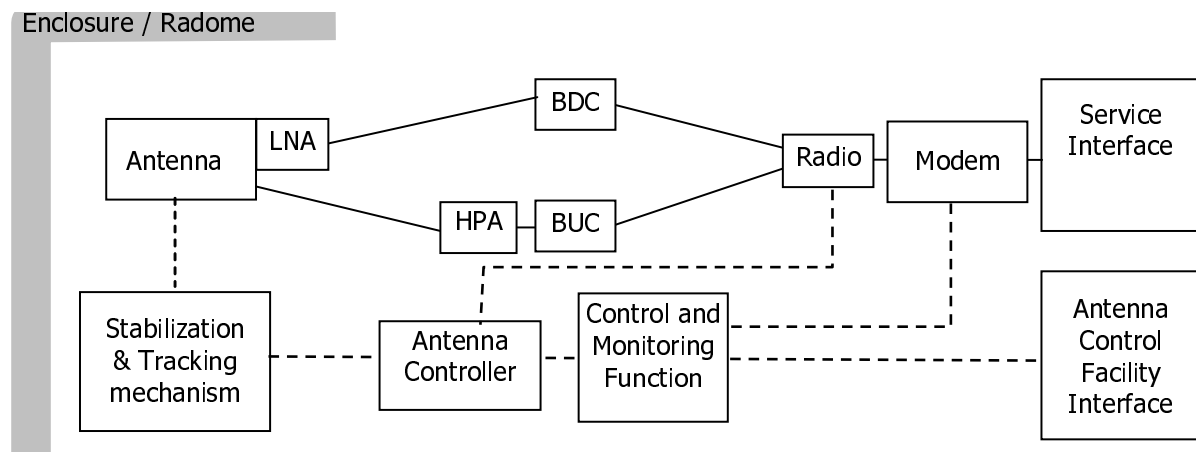 Enclosure / Radome
BDC
LNA
Antenna
Radio
Modem
Service
Interface
HPA
BUC
Stabilization
& Tracking
mechanism
Antenna
Controller
Control and
Monitoring
Function
Antenna
Control
Facility
Interface